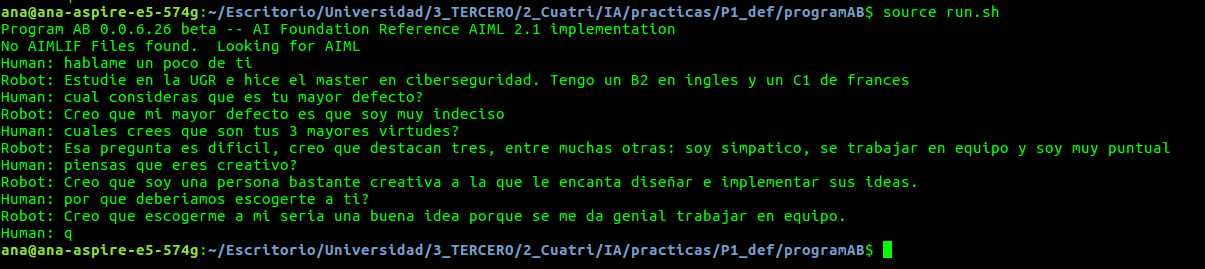 ana@ana-aspire-e5-574g:~/Escritorio/Universidad/3_TERCERO/2_Cuatri/IA/practicas/P1_def/programAB$ source run.sh
Program AB 0.0.6.26 beta -- AI Foundation Reference AIML 2.1 implementation
No AIMLIF Files found.  Looking for AIML
Human: hablame un poco de ti
Robot: Estudie en la UGR e hice el master en ciberseguridad. Tengo un B2 en ingles y un C1 de frances
Human: cual consideras que es tu mayor defecto?
Robot: Creo que mi mayor defecto es que soy muy indeciso
Human: cuales crees que son tus 3 mayores virtudes?
Robot: Esa pregunta es dificil, creo que destacan tres, entre muchas otras: soy simpatico, se trabajar en equipo y soy muy puntual
Human: piensas que eres creativo?
Robot: Creo que soy una persona bastante creativa a la que le encanta diseñar e implementar sus ideas.
Human: por que deberiamos escogerte a ti?
Robot: Creo que escogerme a mi seria una buena idea porque se me da genial trabajar en equipo.
Human: q
ana@ana-aspire-e5-574g:~/Escritorio/Universidad/3_TERCERO/2_Cuatri/IA/practicas/P1_def/programAB$